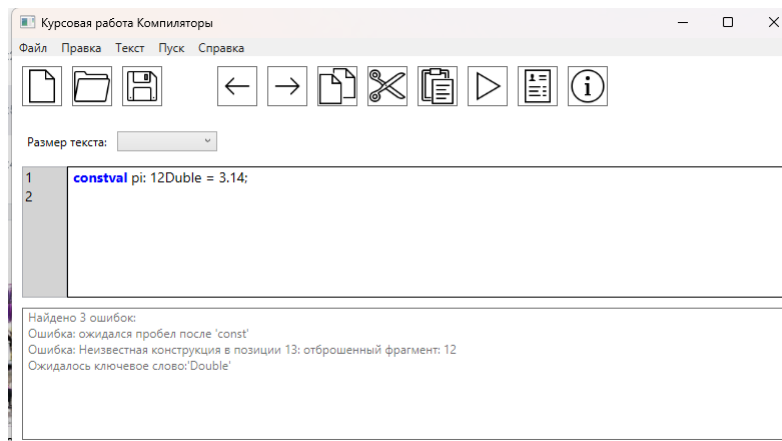 Курсовая работа Компиляторы
Файл Правка Текст Пуск Справка
Размер текста:
1 constval pi: 12Duble = 3.14;
2
Найдено 3 ошибок:
Ошибка: ожидался пробел после 'const'
Ошибка: Неизвестная конструкция в позиции 13: отброшенный фрагмент: 12
Ожидалось ключевое слово:'Double'